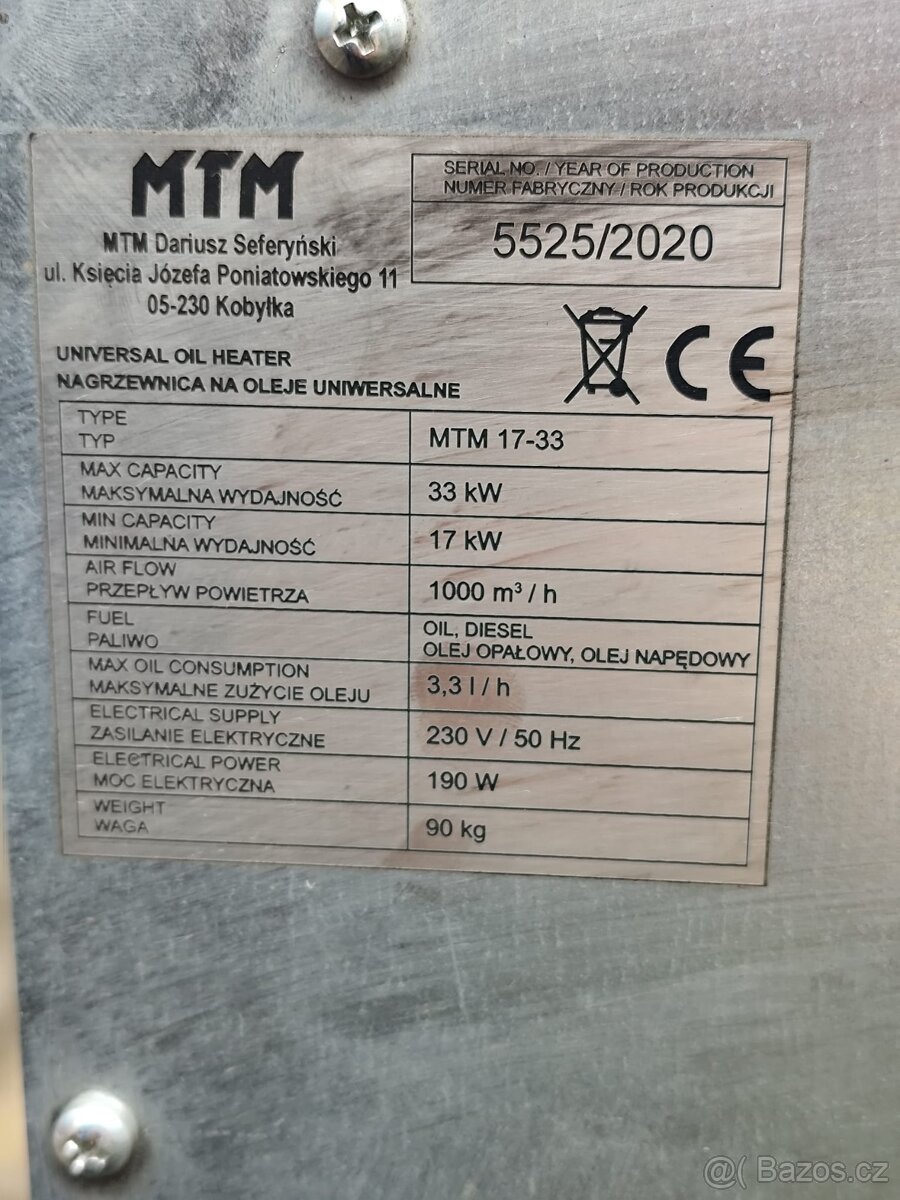 MTM
MTM Dariusz Seferyński
ul. Księcia Józefa Poniatowskiego 11
05-230 Kobyłka
SERIAL NO. / YEAR OF PRODUCTION
NUMER FABRYCZNY / ROK PRODUKCJI
5525/2020
CE
UNIVERSAL OIL HEATER
NAGRZEWNICA NA OLEJE UNIWERSALNE
TYPE
TYP
MTM 17-33
MAX CAPACITY
MAKSYMALNA WYDAJNOŚĆ
33 kW
MIN CAPACITY
MINIMALNA WYDAJNOŚĆ
17 kW
AIR FLOW
PRZEPŁYW POWIETRZA
1000 m³ / h
FUEL
PALIWO
OIL, DIESEL
OLEJ OPAŁOWY, OLEJ NAPĘDOWY
MAX OIL CONSUMPTION
MAKSYMALNE ZUŻYCIE OLEJU
3,3 l / h
ELECTRICAL SUPPLY
ZASILANIE ELEKTRYCZNE
230 V / 50 Hz
ELECTRICAL POWER
MOC ELEKTRYCZNA
190 W
WEIGHT
WAGA
90 kg
@( Bazos.cz